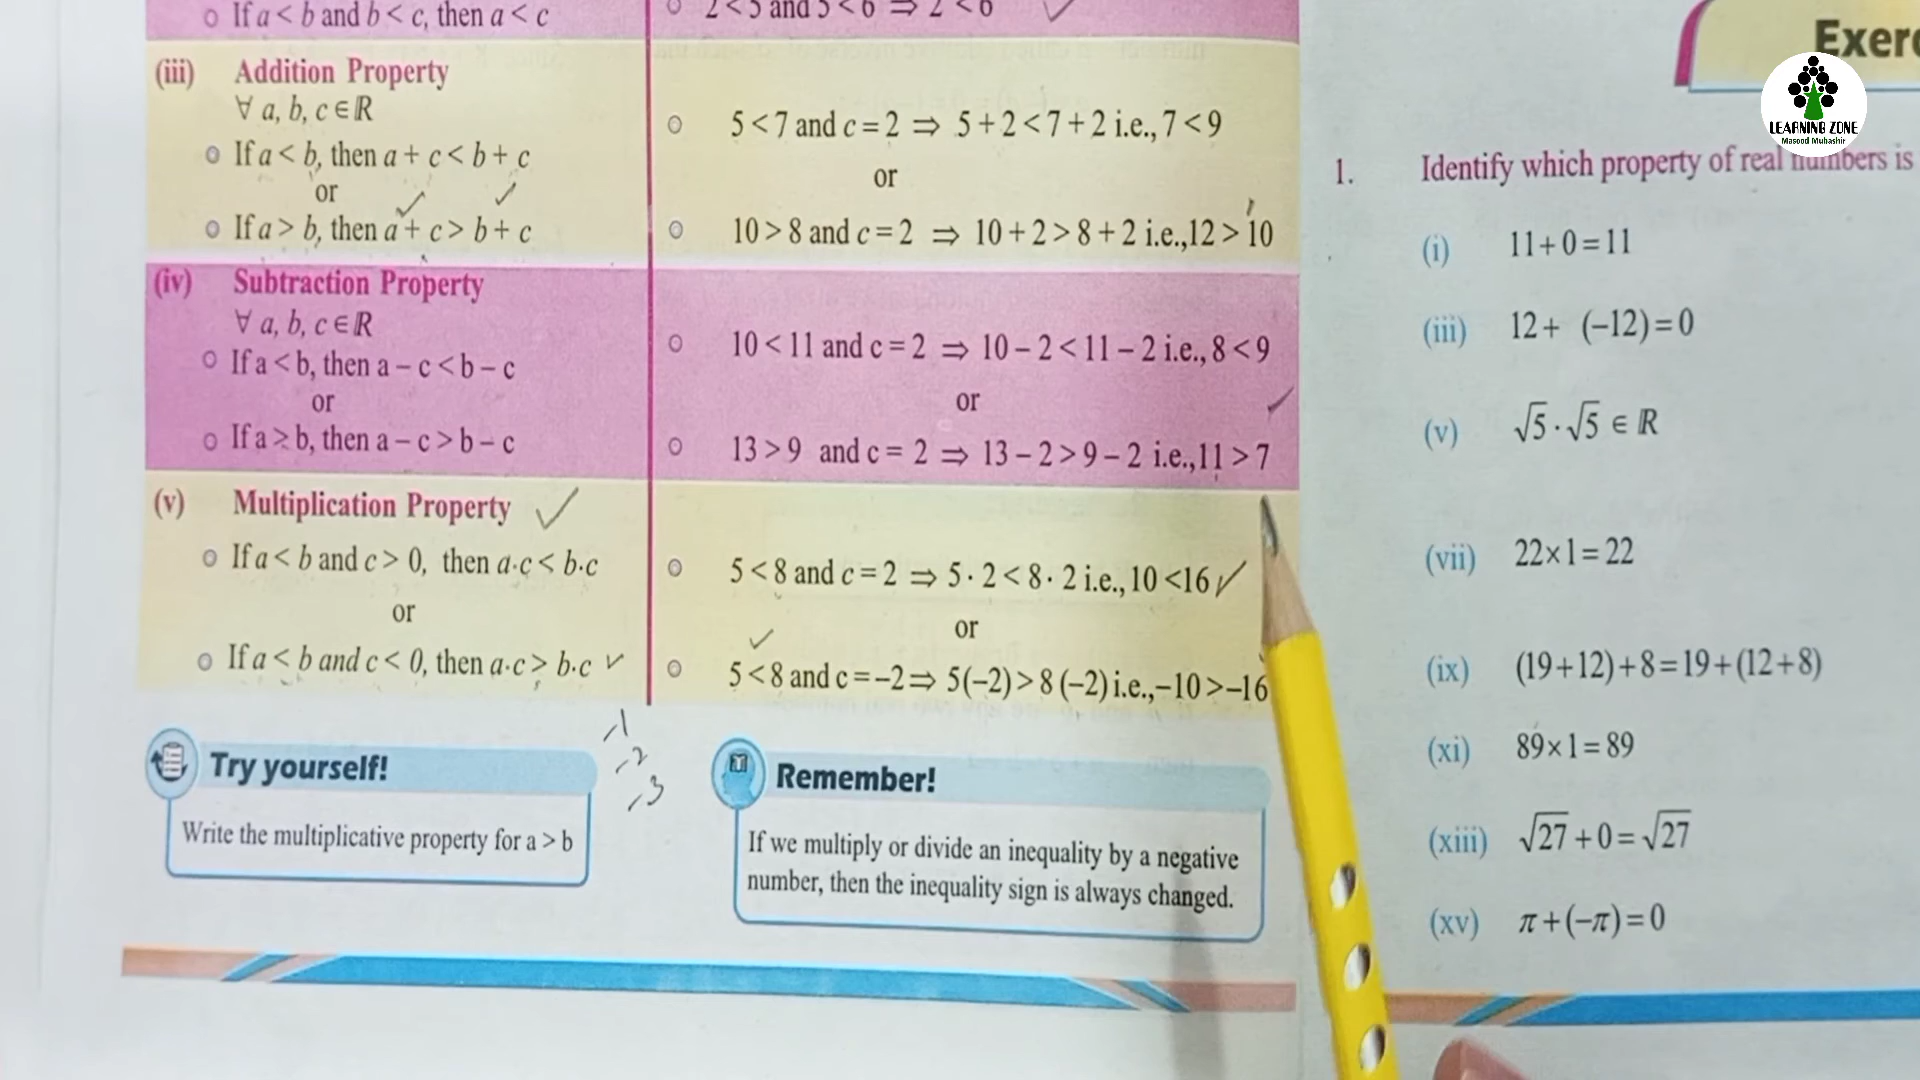 If a < b and b < c, then a < c
2 < 5 and 5 < 6 ⇒ 2 < 6
(iii) Addition Property
∀ a, b, c ∈ ℝ
If a < b, then a + c < b + c
or
If a > b, then a + c > b + c
5 < 7 and c = 2 ⇒ 5 + 2 < 7 + 2 i.e., 7 < 9
or
10 > 8 and c = 2 ⇒ 10 + 2 > 8 + 2 i.e., 12 > 10
(iv) Subtraction Property
∀ a, b, c ∈ ℝ
If a < b, then a – c < b – c
or
If a > b, then a – c > b – c
10 < 11 and c = 2 ⇒ 10 – 2 < 11 – 2 i.e., 8 < 9
or
13 > 9 and c = 2 ⇒ 13 – 2 > 9 – 2 i.e., 11 > 7
(v) Multiplication Property
If a < b and c > 0, then a·c < b·c
or
If a < b and c < 0, then a·c > b·c
5 < 8 and c = 2 ⇒ 5 · 2 < 8 · 2 i.e., 10 < 16
or
5 < 8 and c = –2 ⇒ 5(–2) > 8 (–2) i.e., –10 > –16
-1
-2
-3
Try yourself!
Write the multiplicative property for a > b
Remember!
If we multiply or divide an inequality by a negative
number, then the inequality sign is always changed.
LEARNING ZONE
Masood Mubashir
1. Identify which property of real numbers is
(i) 11 + 0 = 11
(iii) 12 + (–12) = 0
(v) √5 · √5 ∈ ℝ
(vii) 22 × 1 = 22
(ix) (19 + 12) + 8 = 19 + (12 + 8)
(xi) 89 × 1 = 89
(xiii) √27 + 0 = √27
(xv) π + (–π) = 0